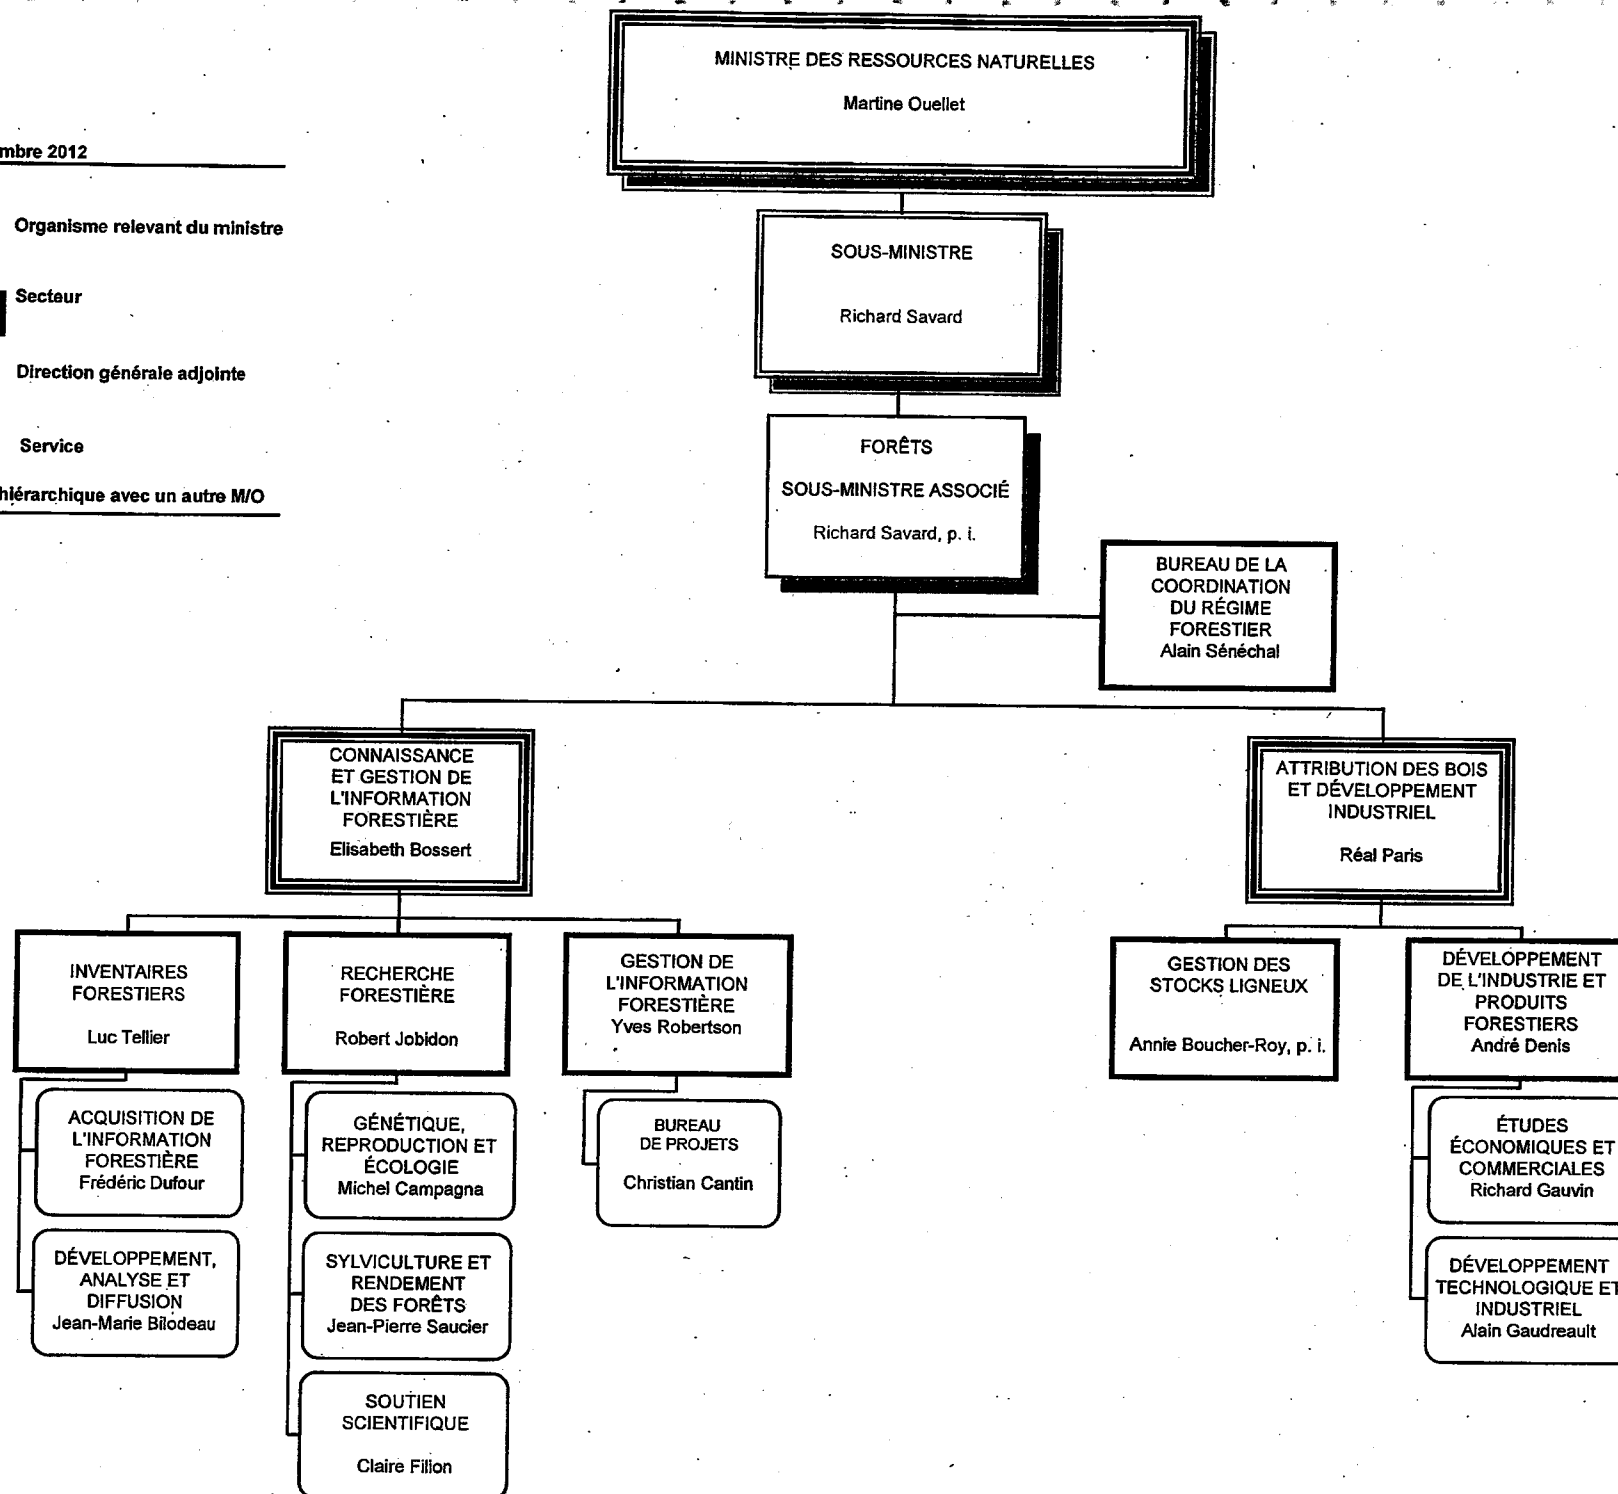 MINISTRE DES RESSOURCES NATURELLES
Martine Ouellet
mbre 2012
Organisme relevant du ministre
Secteur
Direction générale adjointe
Service
hiérarchique avec un autre M/O
SOUS-MINISTRE
Richard Savard
FORÊTS
SOUS-MINISTRE ASSOCIÉ
Richard Savard, p. i.
BUREAU DE LA
COORDINATION
DU RÉGIME
FORESTIER
Alain Sénéchal
CONNAISSANCE
ET GESTION DE
L'INFORMATION
FORESTIÈRE
Elisabeth Bossert
ATTRIBUTION DES BOIS
ET DÉVELOPPEMENT
INDUSTRIEL
Réal Paris
INVENTAIRES
FORESTIERS
Luc Tellier
RECHERCHE
FORESTIÈRE
Robert Jobidon
GESTION DE
L'INFORMATION
FORESTIÈRE
Yves Robertson
GESTION DES
STOCKS LIGNEUX
Annie Boucher-Roy, p. i.
DÉVELOPPEMENT
DE L'INDUSTRIE ET
PRODUITS
FORESTIERS
André Denis
ACQUISITION DE
L'INFORMATION
FORESTIÈRE
Frédéric Dufour
GÉNÉTIQUE,
REPRODUCTION ET
ÉCOLOGIE
Michel Campagna
BUREAU
DE PROJETS
Christian Cantin
ÉTUDES
ÉCONOMIQUES ET
COMMERCIALES
Richard Gauvin
DÉVELOPPEMENT,
ANALYSE ET
DIFFUSION
Jean-Marie Bilodeau
SYLVICULTURE ET
RENDEMENT
DES FORÊTS
Jean-Pierre Saucier
DÉVELOPPEMENT
TECHNOLOGIQUE ET
INDUSTRIEL
Alain Gaudreault
SOUTIEN
SCIENTIFIQUE
Claire Filion